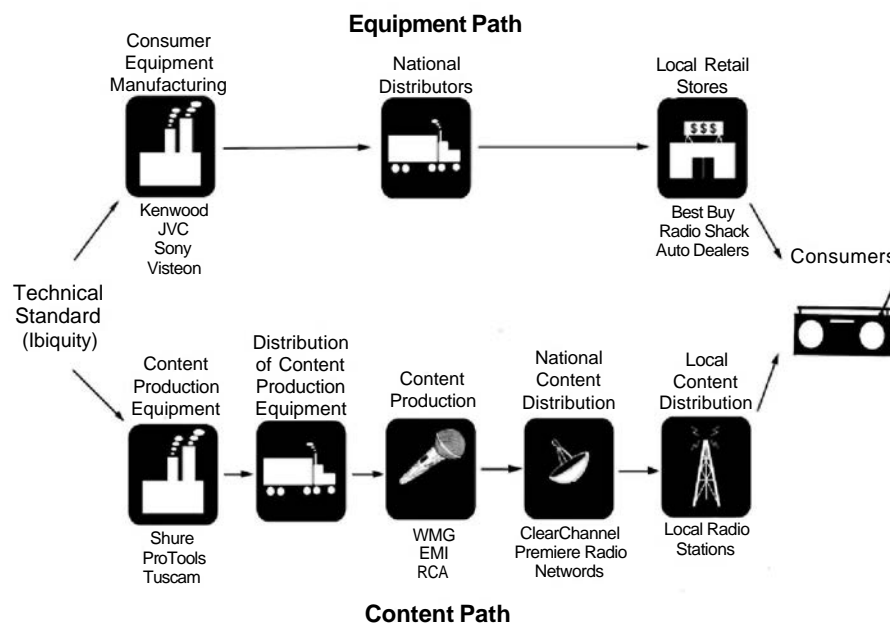 Equipment Path
Consumer
Equipment
Manufacturing
National
Distributors
Local Retail
Stores
$$$
Kenwood
JVC
Sony
Visteon
Best Buy
Radio Shack
Auto Dealers
Consumers
Technical
Standard
(Ibiquity)
Content
Production
Equipment
Distribution
of Content
Production
Equipment
Content
Production
National
Content
Distribution
Local
Content
Distribution
Shure
ProTools
Tuscam
WMG
EMI
RCA
ClearChannel
Premiere Radio
Networds
Local Radio
Stations
Content Path